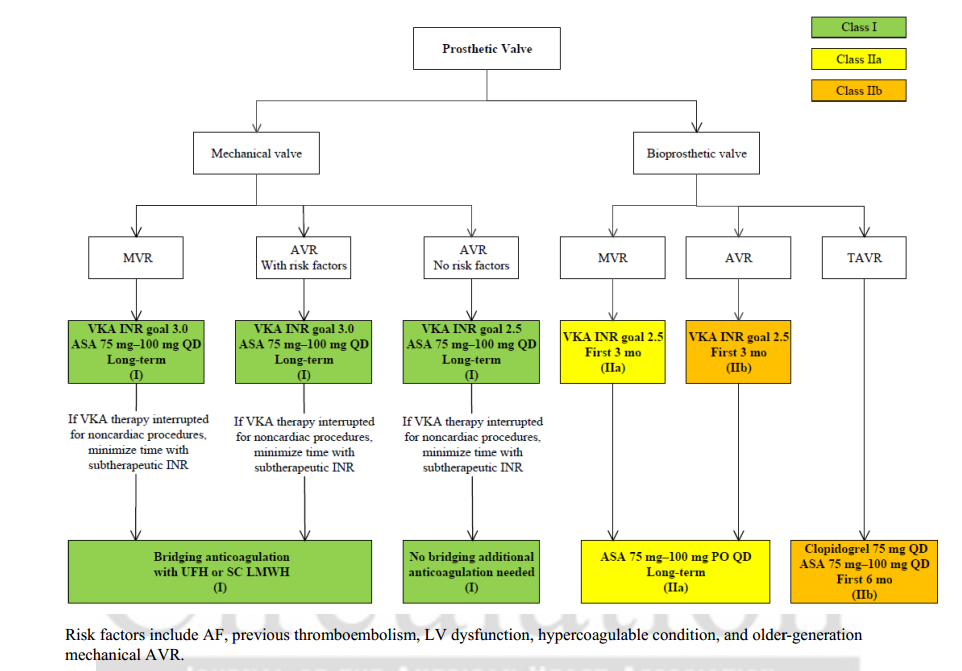 Class I
Class IIa
Class IIb
Prosthetic Valve
Mechanical valve
Bioprosthetic valve
MVR
AVR
With risk factors
AVR
No risk factors
MVR
AVR
TAVR
VKA INR goal 3.0
ASA 75 mg–100 mg QD
Long-term
(I)
VKA INR goal 3.0
ASA 75 mg–100 mg QD
Long-term
(I)
VKA INR goal 2.5
ASA 75 mg–100 mg QD
Long-term
(I)
VKA INR goal 2.5
First 3 mo
(IIa)
VKA INR goal 2.5
First 3 mo
(IIb)
If VKA therapy interrupted
for noncardiac procedures,
minimize time with
subtherapeutic INR
If VKA therapy interrupted
for noncardiac procedures,
minimize time with
subtherapeutic INR
If VKA therapy interrupted
for noncardiac procedures,
minimize time with
subtherapeutic INR
Bridging anticoagulation
with UFH or SC LMWH
(I)
No bridging additional
anticoagulation needed
(I)
ASA 75 mg–100 mg PO QD
Long-term
(IIa)
Clopidogrel 75 mg QD
ASA 75 mg–100 mg QD
First 6 mo
(IIb)
Risk factors include AF, previous thromboembolism, LV dysfunction, hypercoagulable condition, and older-generation
mechanical AVR.